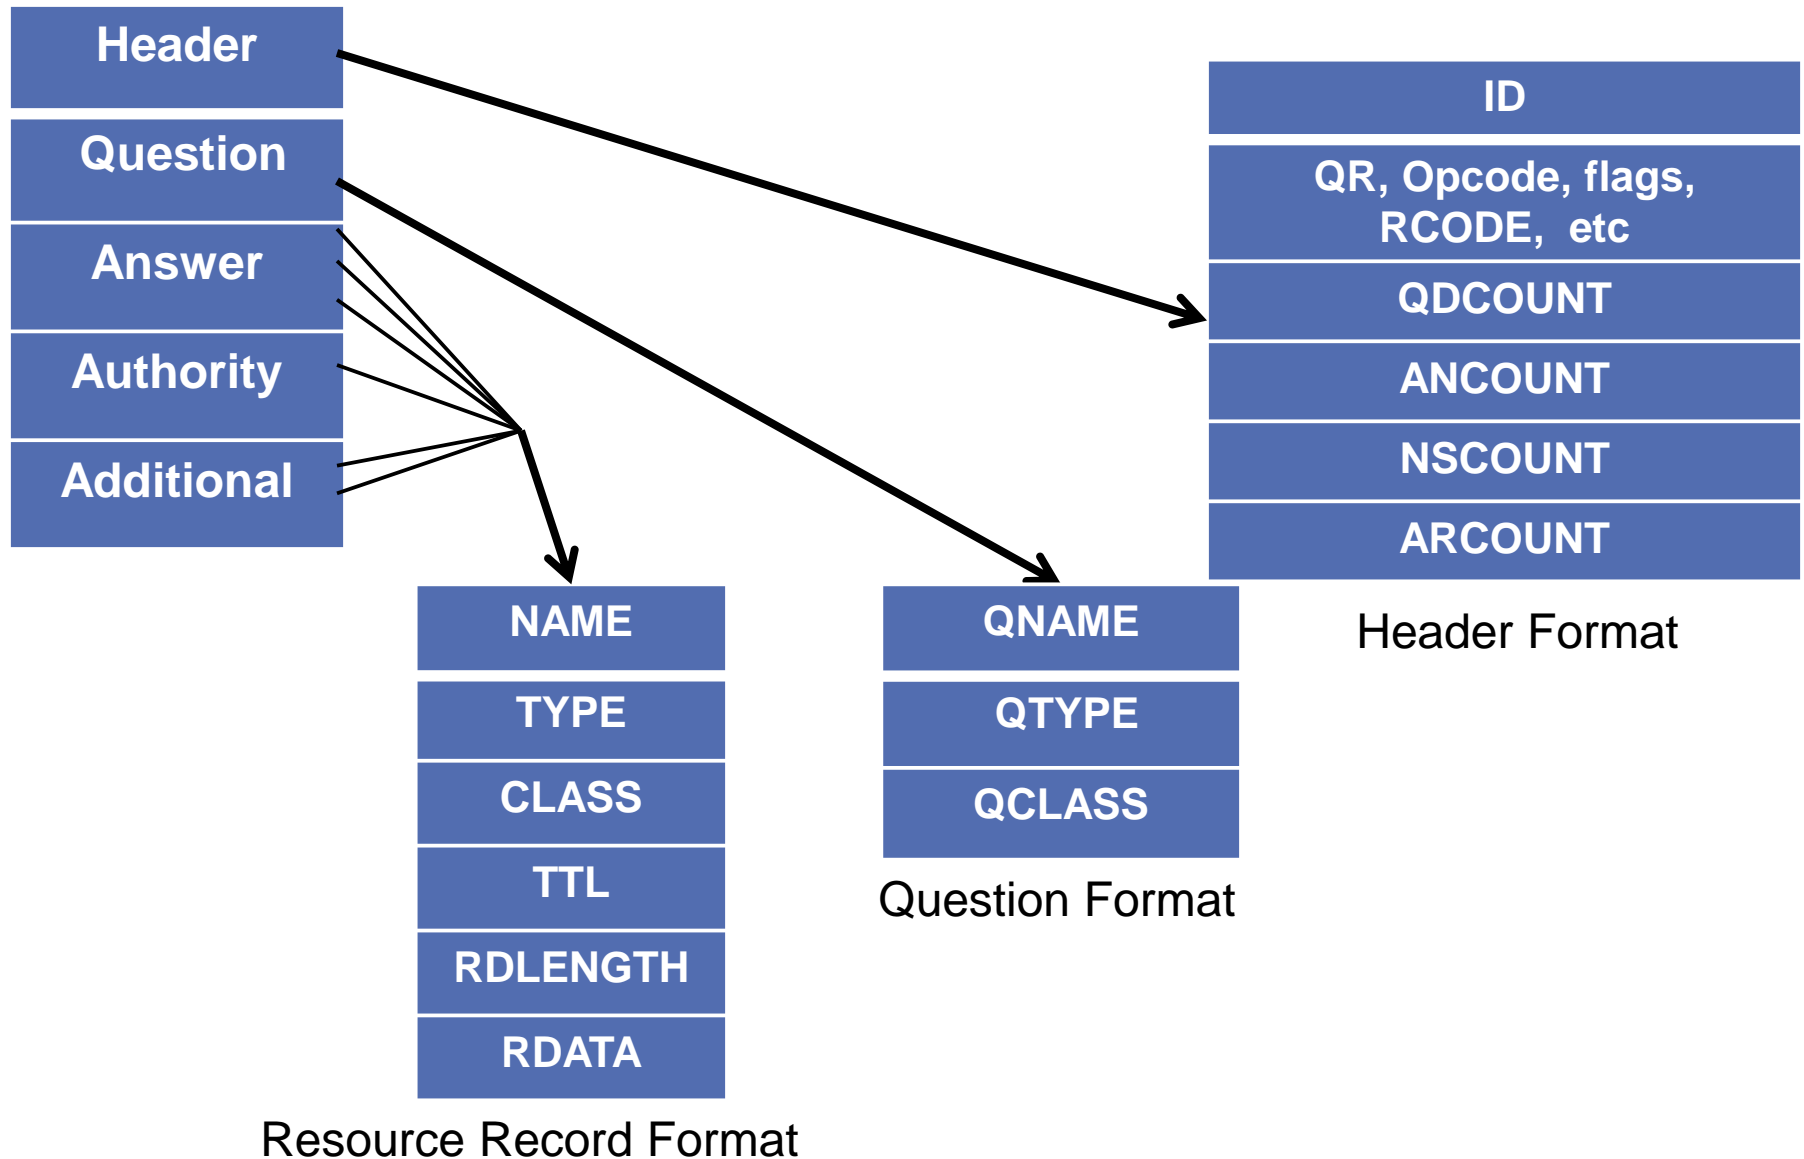 Header
Question
Answer
Authority
Additional
ID
QR, Opcode, flags,
RCODE, etc
QDCOUNT
ANCOUNT
NSCOUNT
ARCOUNT
Header Format
NAME
TYPE
CLASS
TTL
RDLENGTH
RDATA
Resource Record Format
QNAME
QTYPE
QCLASS
Question Format